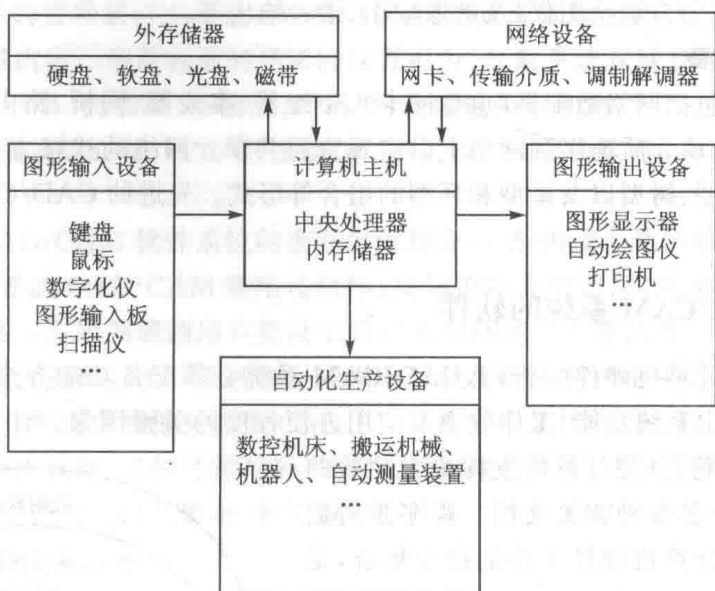 外存储器
硬盘、软盘、光盘、磁带
网络设备
网卡、传输介质、调制解调器
图形输入设备
键盘
鼠标
数字化仪
图形输入板
扫描仪
…
计算机主机
中央处理器
内存储器
图形输出设备
图形显示器
自动绘图仪
打印机
…
自动化生产设备
数控机床、搬运机械、
机器人、自动测量装置
…